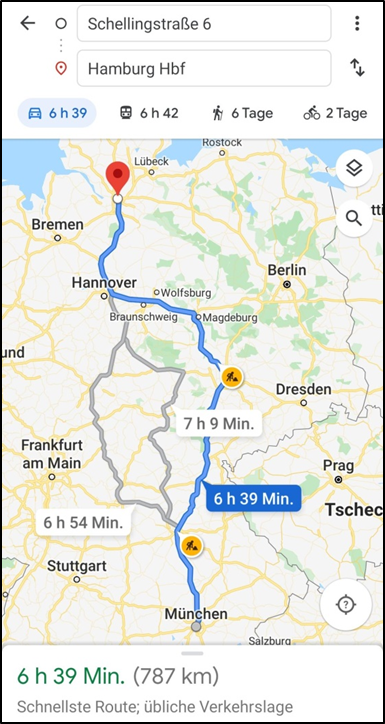 Schellingstraße 6
Hamburg Hbf
6 h 39
6 h 42
6 Tage
2 Tage
Rostock
Lübeck
Bremen
Hannover
Wolfsburg
Berlin
Braunschweig
Magdeburg
und
Dresden
7 h 9 Min.
Frankfurt
am Main
Prag
6 h 39 Min.
Tschec
6 h 54 Min.
Stuttgart
München
Salzburg
6 h 39 Min. (787 km)
Schnellste Route; übliche Verkehrslage